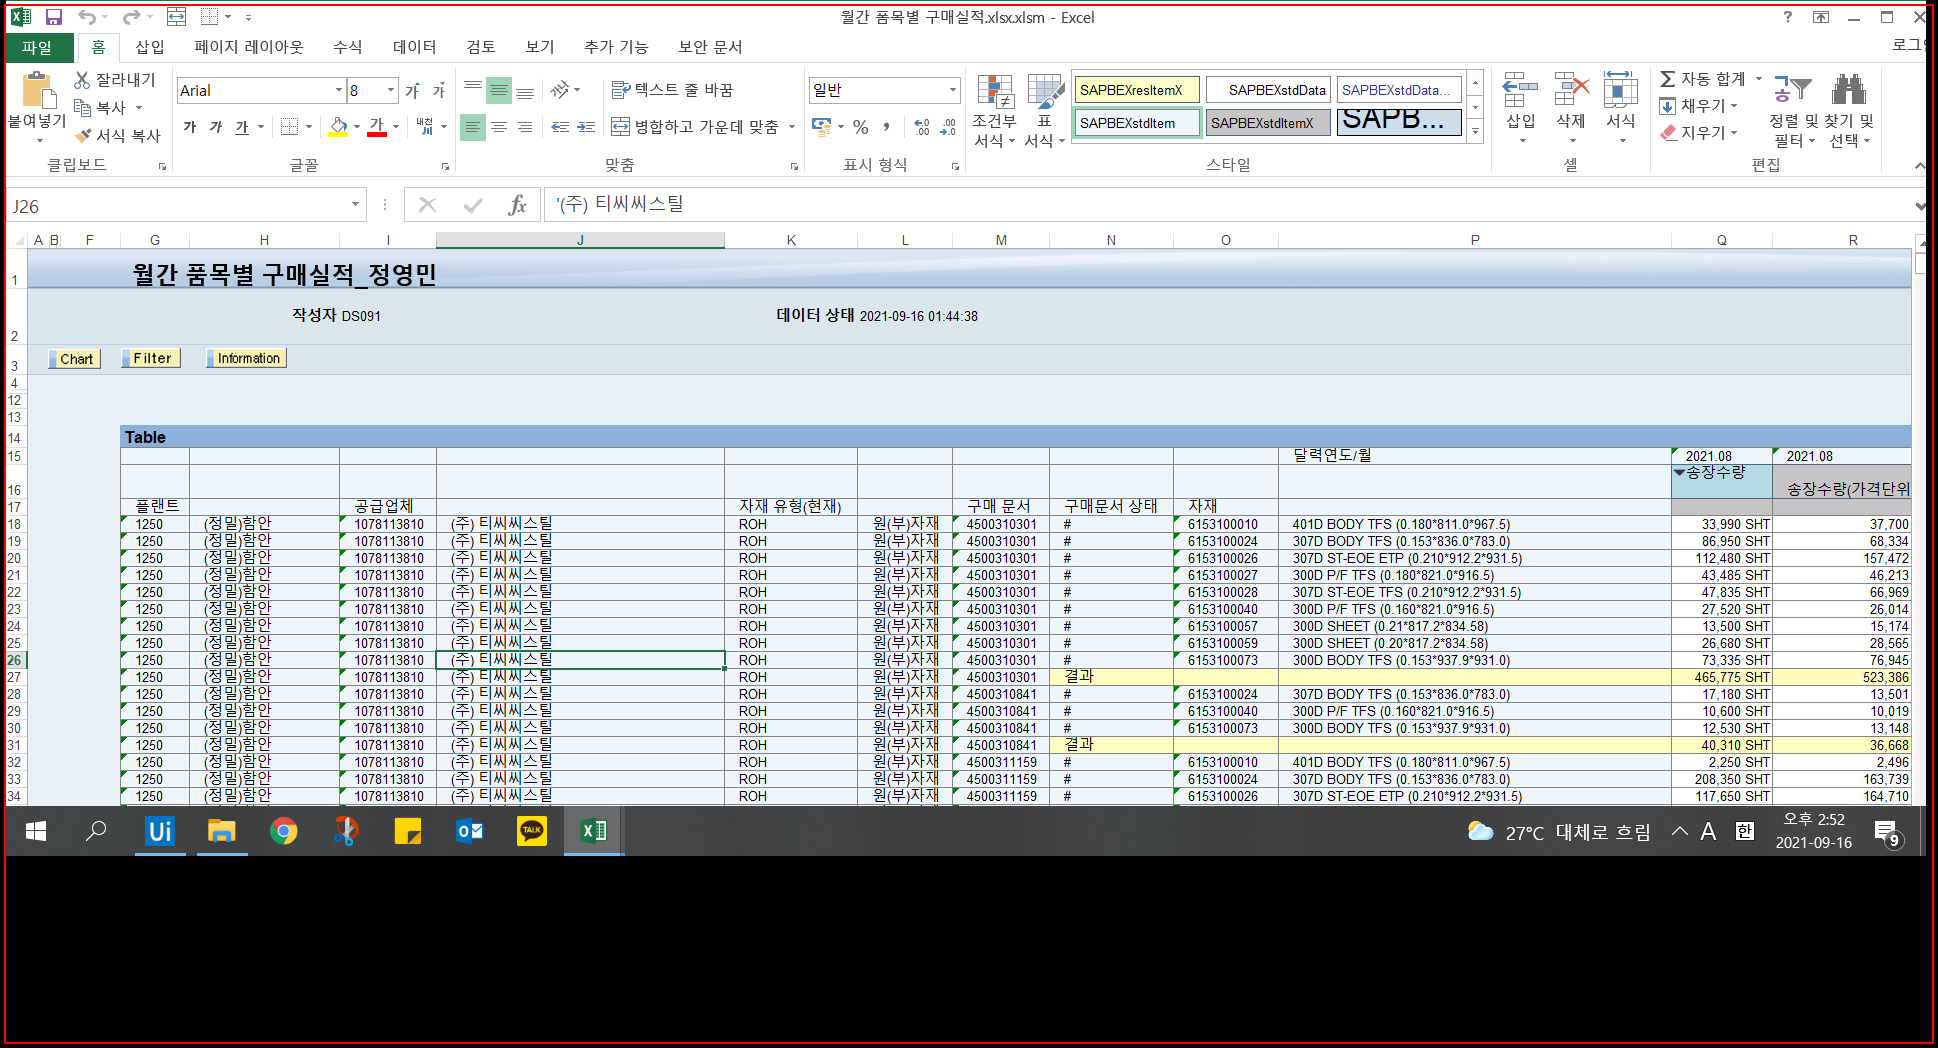 월간 품목별 구매실적.xlsx.xlsm - Excel
?
로그인
파일 홈 삽입 페이지 레이아웃 수식 데이터 검토 보기 추가 기능 보안 문서
붙여넣기 잘라내기 복사 서식 복사
클립보드
Arial 8 가 가
가 가 가 가 내천
글꼴
텍스트 줄 바꿈
병합하고 가운데 맞춤
맞춤
일반
% , .0 .00 .00 .0
표시 형식
조건부 서식 표 서식
SAPBEXresItemX SAPBEXstdData SAPBEXstdData...
SAPBEXstdItem SAPBEXstdItemX SAPB...
스타일
삽입 삭제 서식
셀
자동 합계 채우기 지우기 정렬 및 필터 찾기 및 선택
편집
J26 fx '(주) 티씨씨스틸
A B F G H I J K L M N O P Q R
1 월간 품목별 구매실적_정영민
2 작성자 DS091 데이터 상태 2021-09-16 01:44:38
3 Chart Filter Information
4
12
13
14 Table
15 달력연도/월 2021.08 2021.08
16 송장수량 송장수량(가격단위
17 플랜트 공급업체 자재 유형(현재) 구매 문서 구매문서 상태 자재
18 1250 (정밀)함안 1078113810 (주) 티씨씨스틸 ROH 원(부)자재 4500310301 # 6153100010 401D BODY TFS (0.180*811.0*967.5) 33,990 SHT 37,700
19 1250 (정밀)함안 1078113810 (주) 티씨씨스틸 ROH 원(부)자재 4500310301 # 6153100024 307D BODY TFS (0.153*836.0*783.0) 86,950 SHT 68,334
20 1250 (정밀)함안 1078113810 (주) 티씨씨스틸 ROH 원(부)자재 4500310301 # 6153100026 307D ST-EOE ETP (0.210*912.2*931.5) 112,480 SHT 157,472
21 1250 (정밀)함안 1078113810 (주) 티씨씨스틸 ROH 원(부)자재 4500310301 # 6153100027 300D P/F TFS (0.180*821.0*916.5) 43,485 SHT 46,213
22 1250 (정밀)함안 1078113810 (주) 티씨씨스틸 ROH 원(부)자재 4500310301 # 6153100028 307D ST-EOE TFS (0.210*912.2*931.5) 47,835 SHT 66,969
23 1250 (정밀)함안 1078113810 (주) 티씨씨스틸 ROH 원(부)자재 4500310301 # 6153100040 300D P/F TFS (0.160*821.0*916.5) 27,520 SHT 26,014
24 1250 (정밀)함안 1078113810 (주) 티씨씨스틸 ROH 원(부)자재 4500310301 # 6153100057 300D SHEET (0.21*817.2*834.58) 13,500 SHT 15,174
25 1250 (정밀)함안 1078113810 (주) 티씨씨스틸 ROH 원(부)자재 4500310301 # 6153100059 300D SHEET (0.20*817.2*834.58) 26,680 SHT 28,565
26 1250 (정밀)함안 1078113810 (주) 티씨씨스틸 ROH 원(부)자재 4500310301 # 6153100073 300D BODY TFS (0.153*937.9*931.0) 73,335 SHT 76,945
27 1250 (정밀)함안 1078113810 (주) 티씨씨스틸 ROH 원(부)자재 4500310301 결과 465,775 SHT 523,386
28 1250 (정밀)함안 1078113810 (주) 티씨씨스틸 ROH 원(부)자재 4500310841 # 6153100024 307D BODY TFS (0.153*836.0*783.0) 17,180 SHT 13,501
29 1250 (정밀)함안 1078113810 (주) 티씨씨스틸 ROH 원(부)자재 4500310841 # 6153100040 300D P/F TFS (0.160*821.0*916.5) 10,600 SHT 10,019
30 1250 (정밀)함안 1078113810 (주) 티씨씨스틸 ROH 원(부)자재 4500310841 # 6153100073 300D BODY TFS (0.153*937.9*931.0) 12,530 SHT 13,148
31 1250 (정밀)함안 1078113810 (주) 티씨씨스틸 ROH 원(부)자재 4500310841 결과 40,310 SHT 36,668
32 1250 (정밀)함안 1078113810 (주) 티씨씨스틸 ROH 원(부)자재 4500311159 # 6153100010 401D BODY TFS (0.180*811.0*967.5) 2,250 SHT 2,496
33 1250 (정밀)함안 1078113810 (주) 티씨씨스틸 ROH 원(부)자재 4500311159 # 6153100024 307D BODY TFS (0.153*836.0*783.0) 208,350 SHT 163,739
34 1250 (정밀)함안 1078113810 (주) 티씨씨스틸 ROH 원(부)자재 4500311159 # 6153100026 307D ST-EOE ETP (0.210*912.2*931.5) 117,650 SHT 164,710
Ui TALK 27°C 대체로 흐림 A 한 오후 2:52
2021-09-16 9